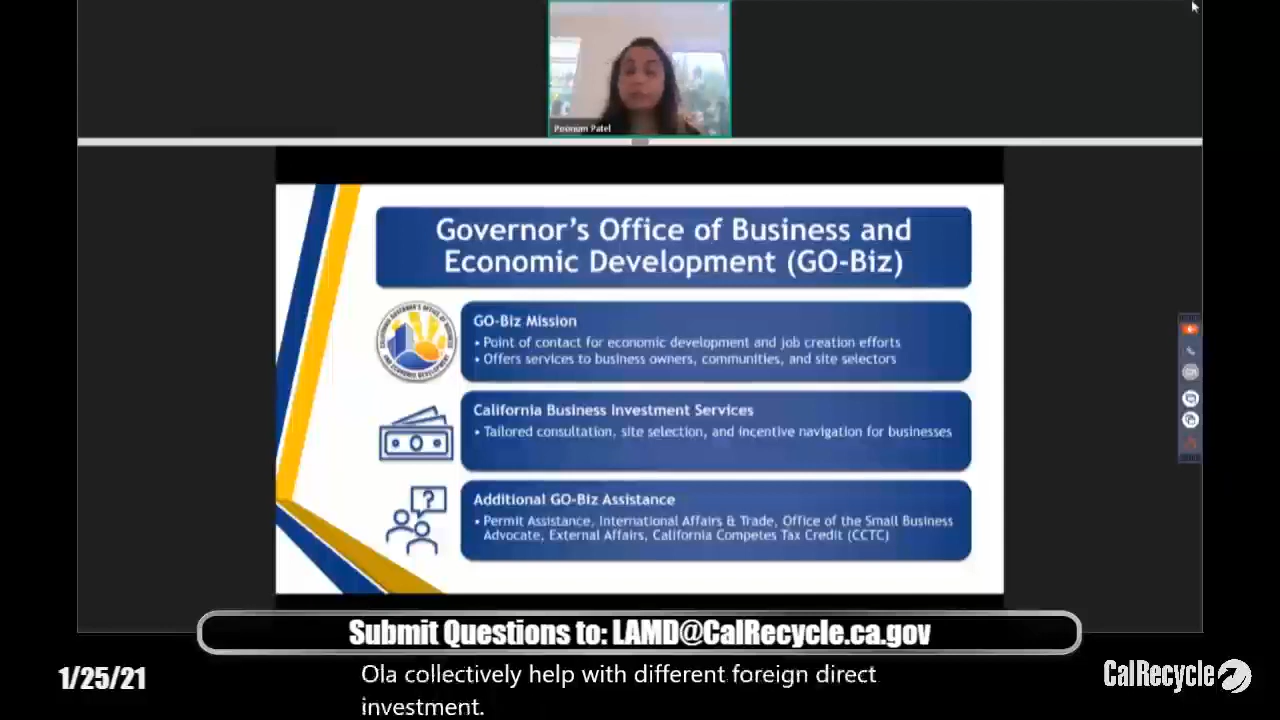 Poonum Patel
Governor's Office of Business and
Economic Development (GO-Biz)
GO-Biz Mission
• Point of contact for economic development and job creation efforts
• Offers services to business owners, communities, and site selectors
California Business Investment Services
• Tailored consultation, site selection, and incentive navigation for businesses
Additional GO-Biz Assistance
• Permit Assistance, International Affairs & Trade, Office of the Small Business
Advocate, External Affairs, California Competes Tax Credit (CCTC)
Submit Questions to: LAMD@CalRecycle.ca.gov
1/25/21
Ola collectively help with different foreign direct
investment.
CalRecycle